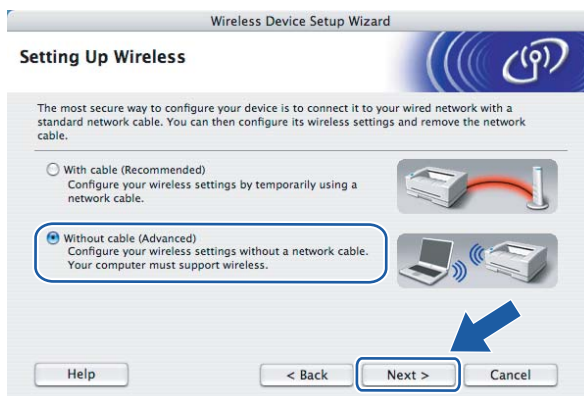 Wireless Device Setup Wizard
Setting Up Wireless
The most secure way to configure your device is to connect it to your wired network with a
standard network cable. You can then configure its wireless settings and remove the network
cable.
With cable (Recommended)
Configure your wireless settings by temporarily using a
network cable.
Without cable (Advanced)
Configure your wireless settings without a network cable.
Your computer must support wireless.
Help
< Back
Next >
Cancel